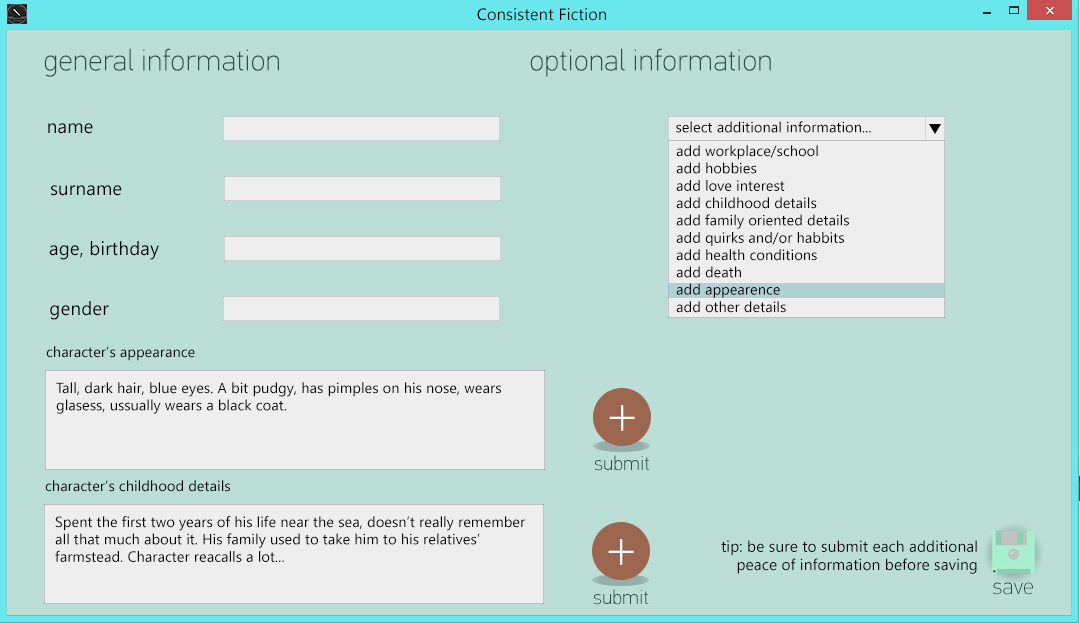 Consistent Fiction
general information
optional information
name
surname
age, birthday
gender
select additional information...
add workplace/school
add hobbies
add love interest
add childhood details
add family oriented details
add quirks and/or habbits
add health conditions
add death
add appearence
add other details
character's appearance
Tall, dark hair, blue eyes. A bit pudgy, has pimples on his nose, wears
glasess, ussually wears a black coat.
submit
character's childhood details
Spent the first two years of his life near the sea, doesn't really remember
all that much about it. His family used to take him to his relatives'
farmstead. Character reacalls a lot...
submit
tip: be sure to submit each additional
peace of information before saving
save